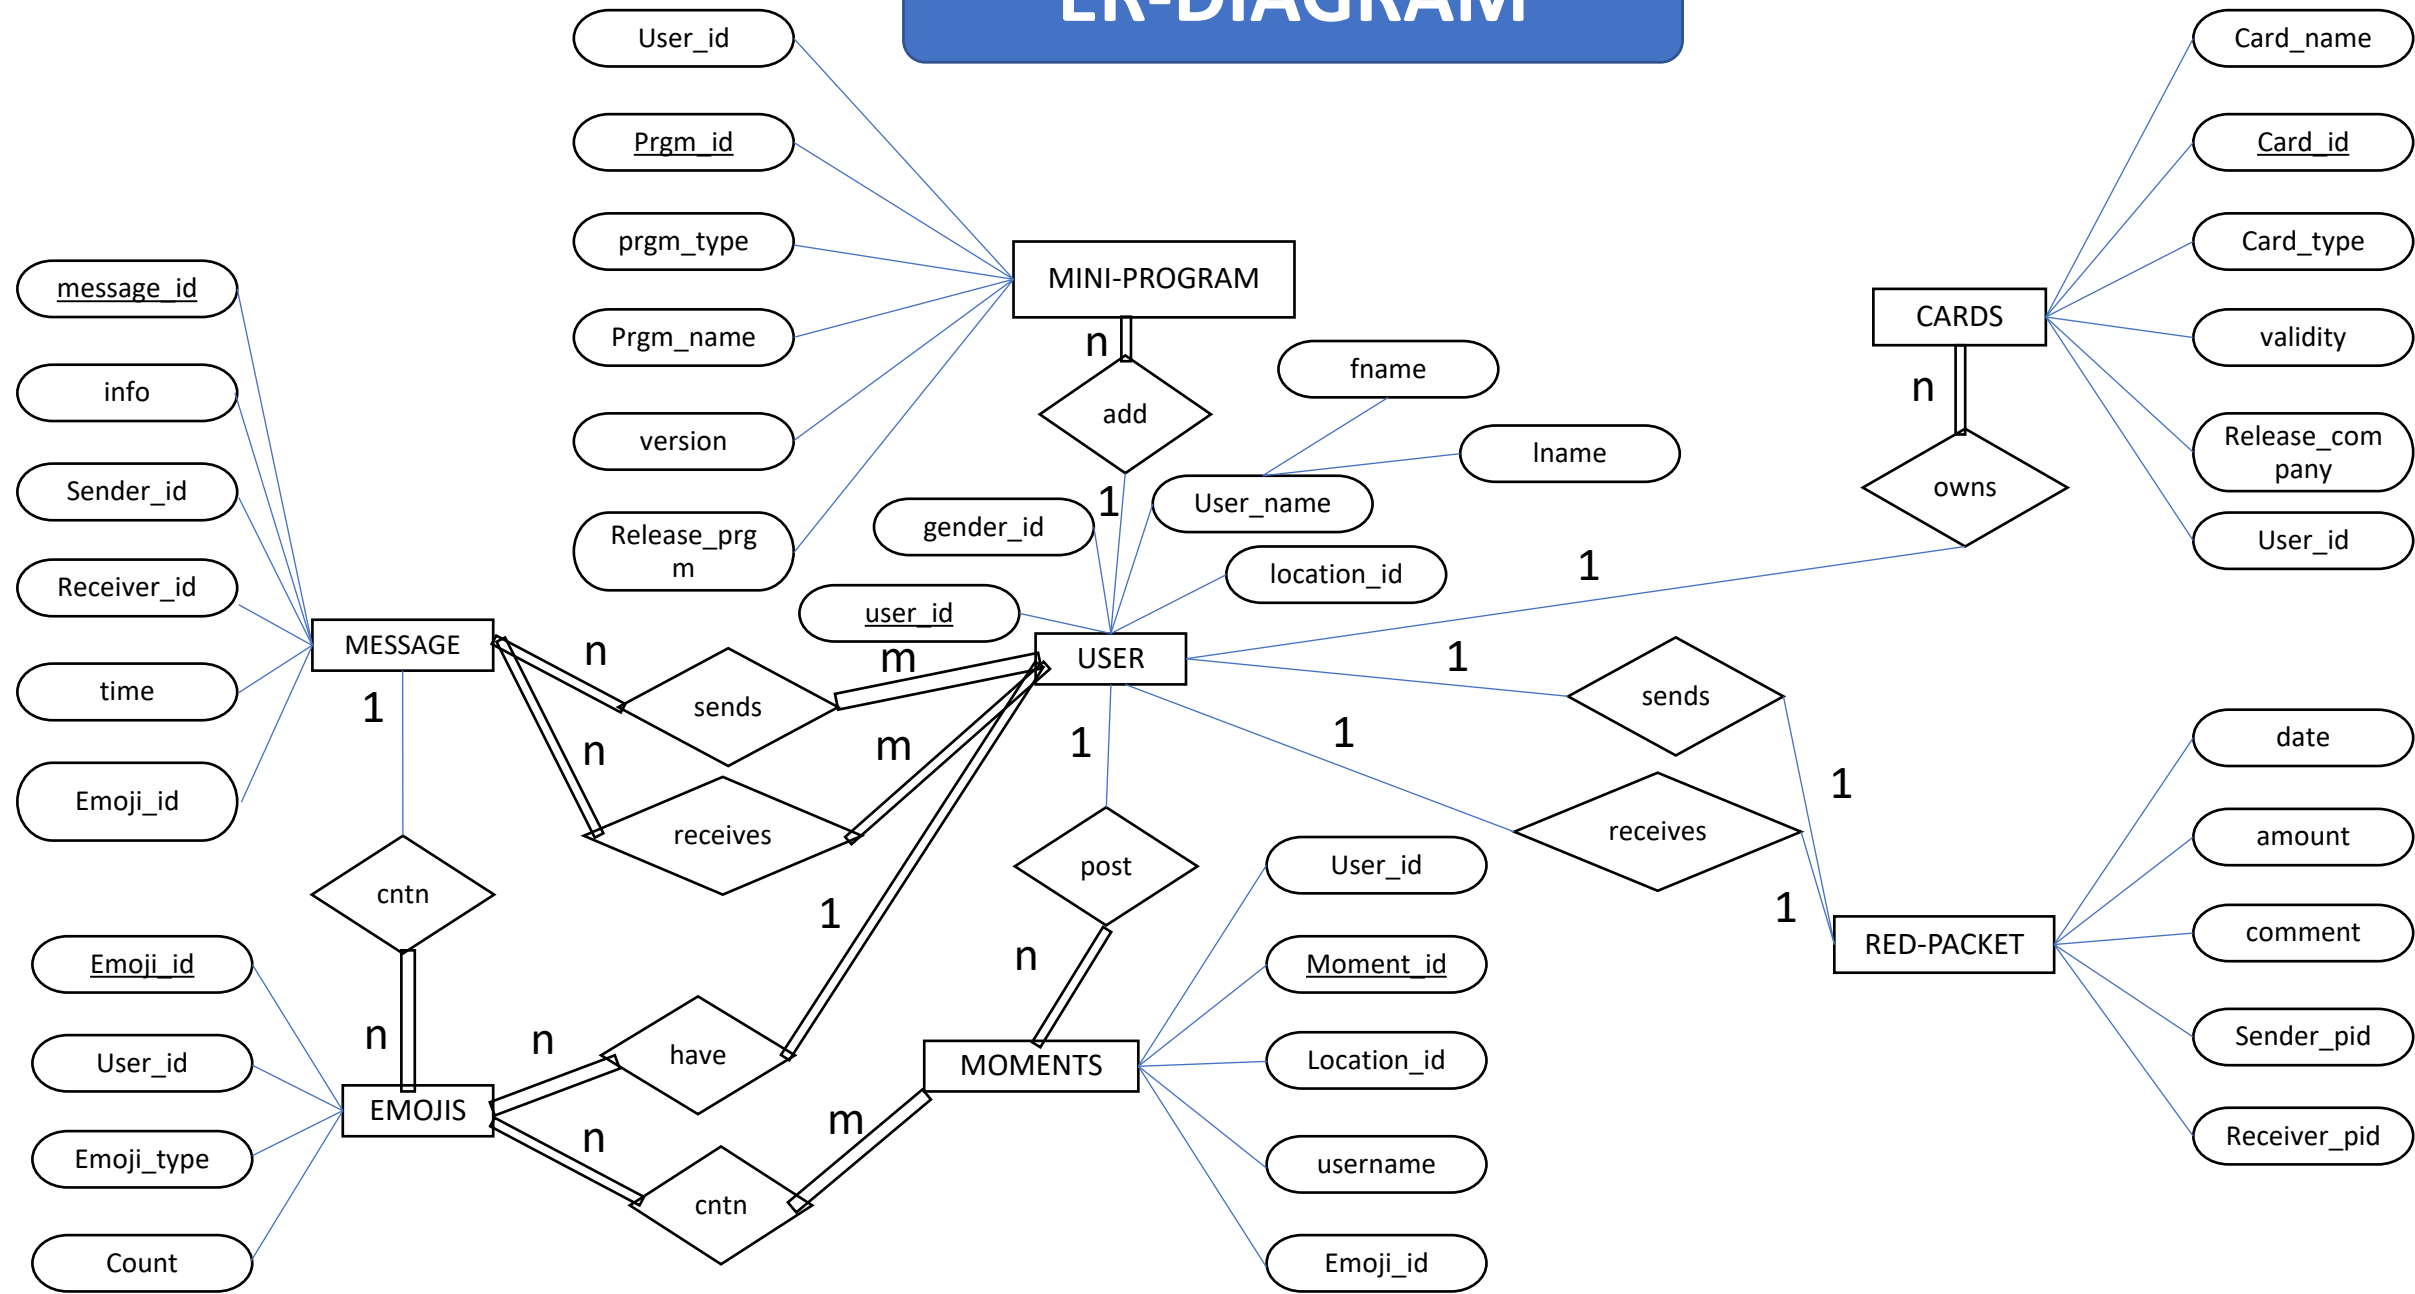 ER-DIAGRAM
User_id
Prgm_id
prgm_type
Prgm_name
version
Release_prg
m
MINI-PROGRAM
n
add
1
fname
lname
User_name
gender_id
location_id
user_id
USER
Card_name
Card_id
Card_type
validity
Release_com
pany
User_id
CARDS
n
owns
1
message_id
info
Sender_id
Receiver_id
time
Emoji_id
MESSAGE
n
sends
m
n
receives
m
1
cntn
n
Emoji_id
User_id
Emoji_type
Count
EMOJIS
n
have
1
n
cntn
m
1
post
n
MOMENTS
User_id
Moment_id
Location_id
username
Emoji_id
1
sends
1
1
receives
1
RED-PACKET
date
amount
comment
Sender_pid
Receiver_pid